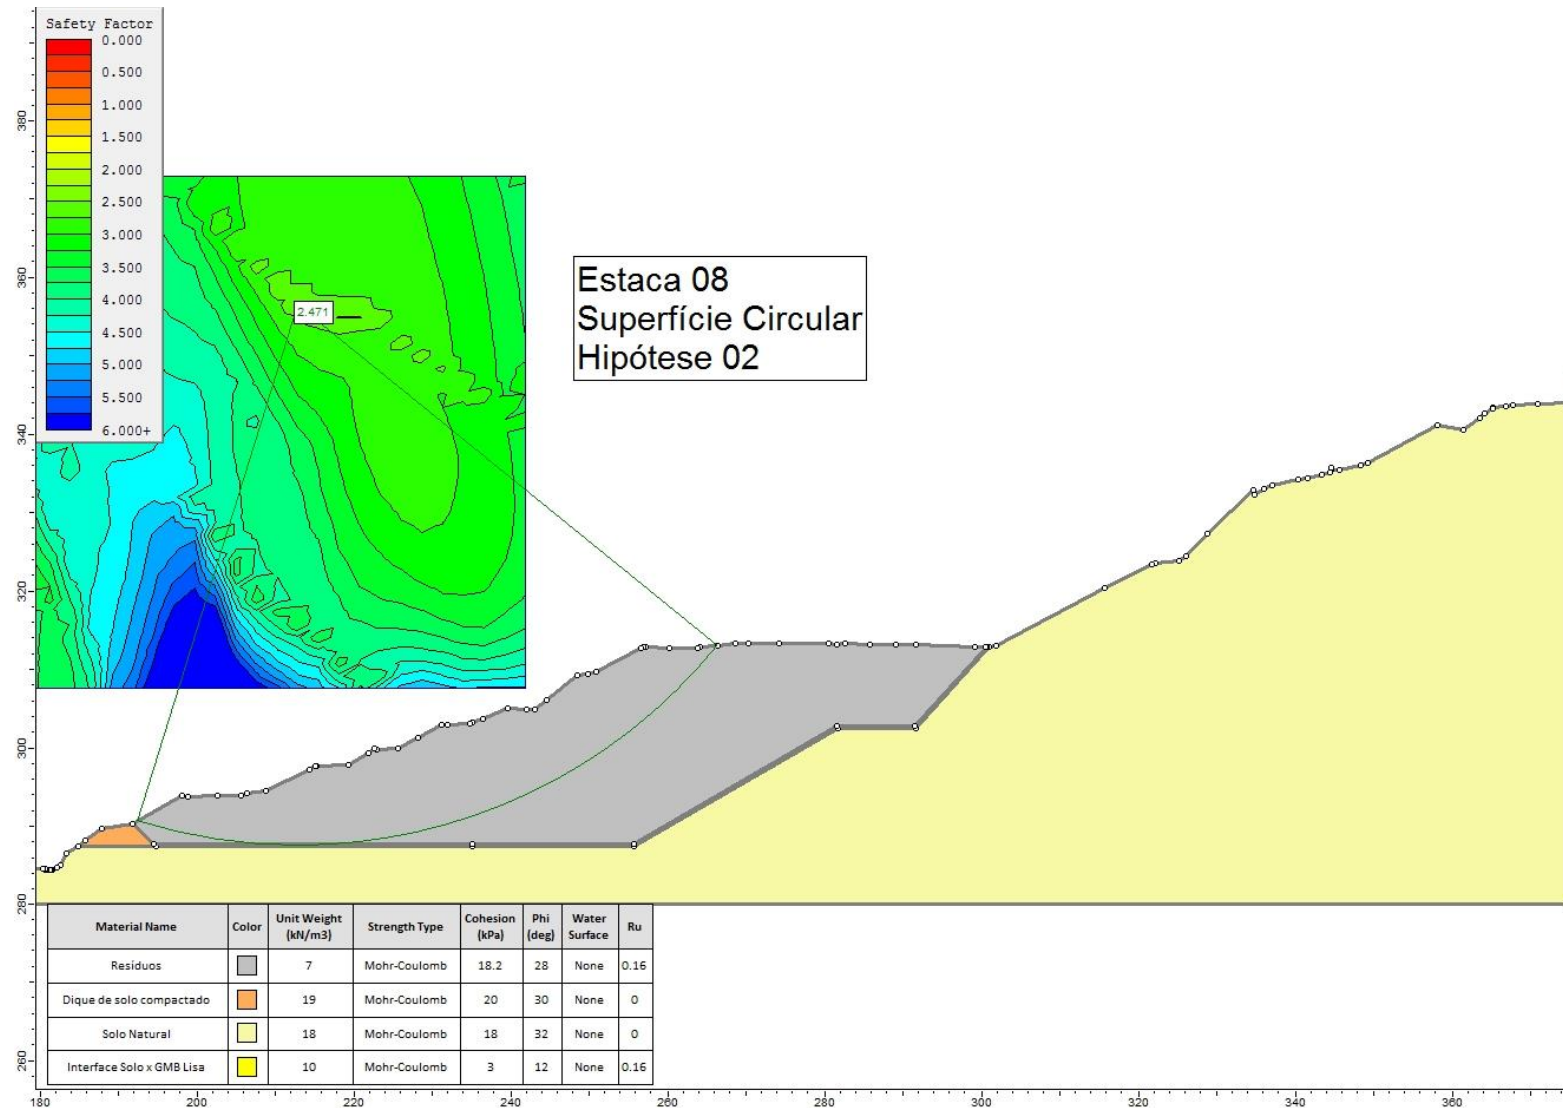 Safety Factor
0.000
0.500
1.000
1.500
2.000
2.500
3.000
3.500
4.000
4.500
5.000
5.500
6.000+
2.471
Estaca 08
Superfície Circular
Hipótese 02
380
360
340
320
300
280
260
Material Name Color Unit Weight (kN/m3) Strength Type Cohesion (kPa) Phi (deg) Water Surface Ru
Resíduos 7 Mohr-Coulomb 18.2 28 None 0.16
Dique de solo compactado 19 Mohr-Coulomb 20 30 None 0
Solo Natural 18 Mohr-Coulomb 18 32 None 0
Interface Solo x GMB Lisa 10 Mohr-Coulomb 3 12 None 0.16
180 200 220 240 260 280 300 320 340 360